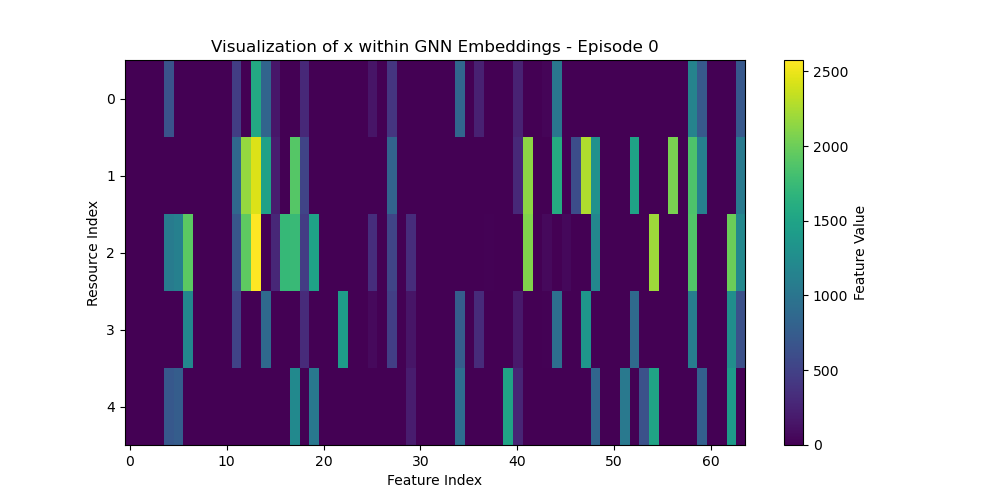 Visualization of x within GNN Embeddings - Episode 0
Resource Index
0
1
2
3
4
0 10 20 30 40 50 60
Feature Index
2500
2000
1500
1000
500
0
Feature Value